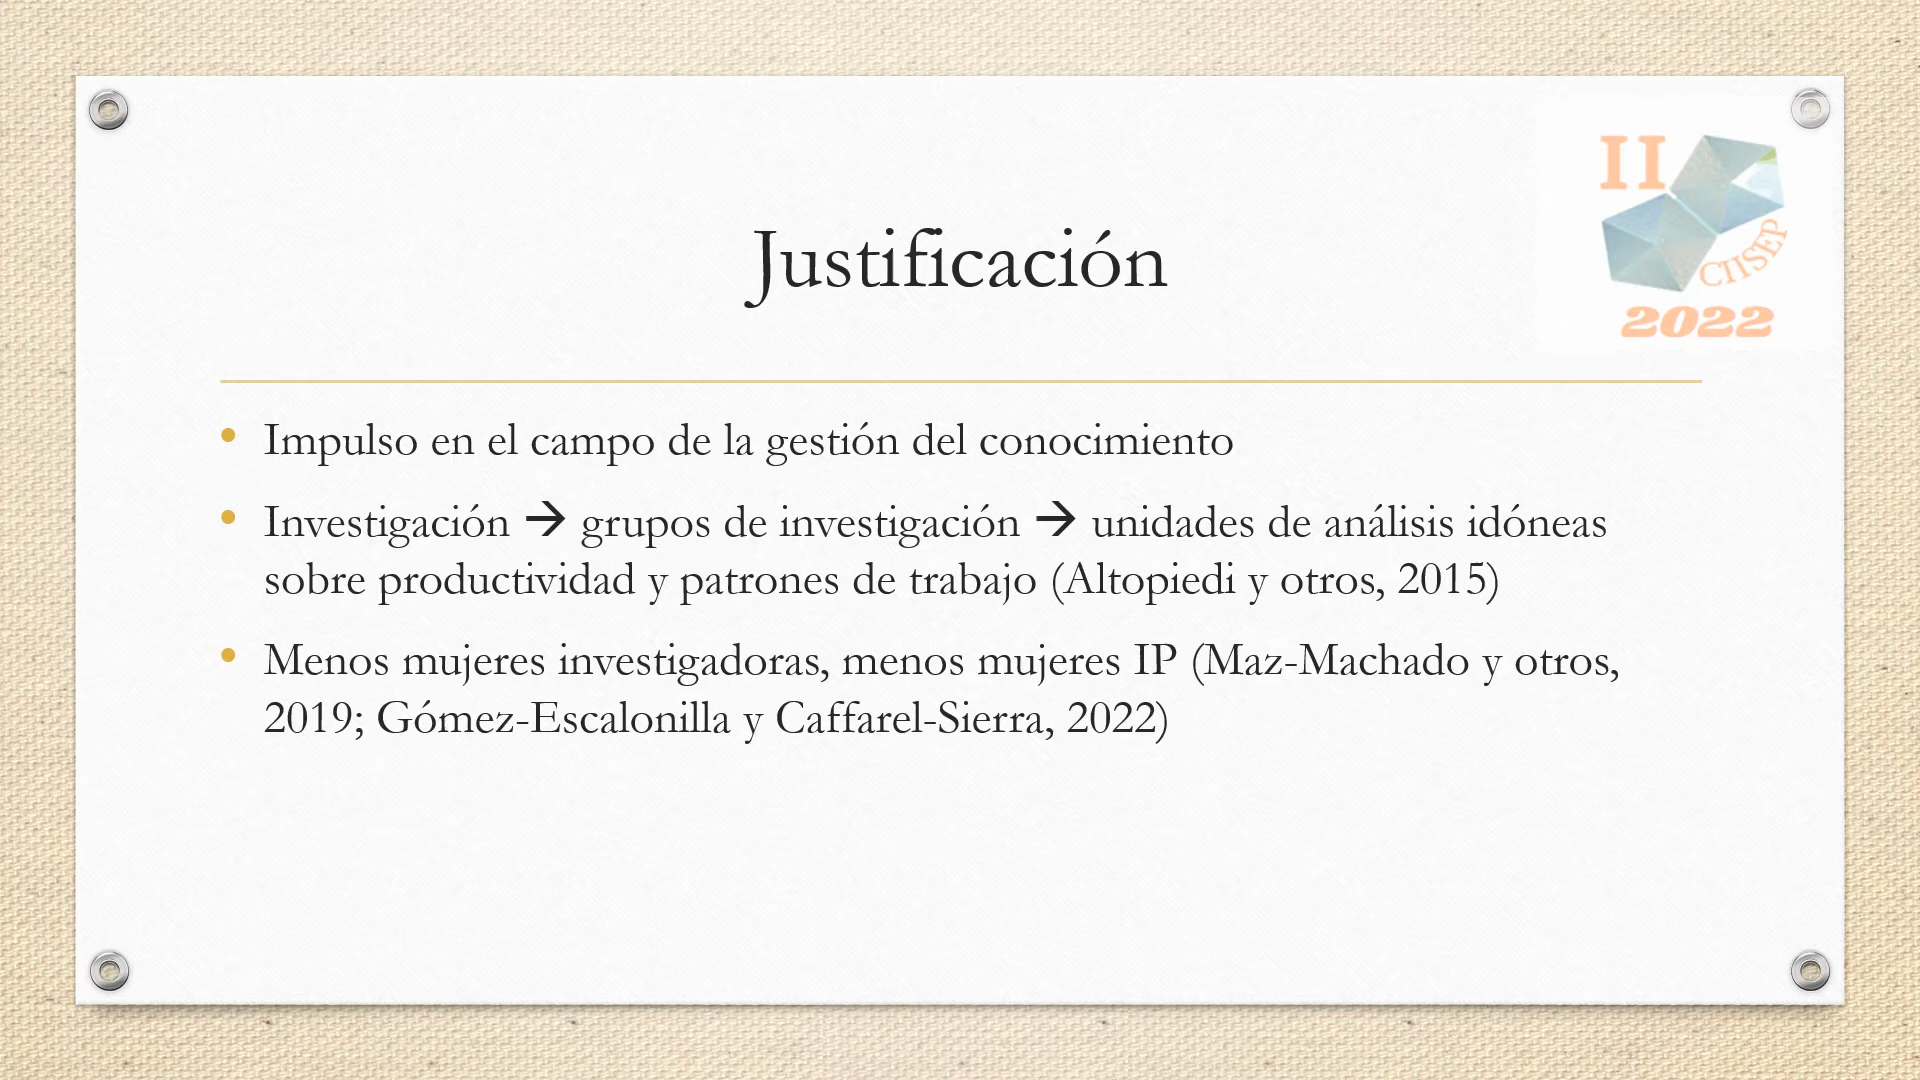 II
CIISEP
2022
Justificación
• Impulso en el campo de la gestión del conocimiento
• Investigación → grupos de investigación → unidades de análisis idóneas
sobre productividad y patrones de trabajo (Altopiedi y otros, 2015)
• Menos mujeres investigadoras, menos mujeres IP (Maz-Machado y otros,
2019; Gómez-Escalonilla y Caffarel-Sierra, 2022)